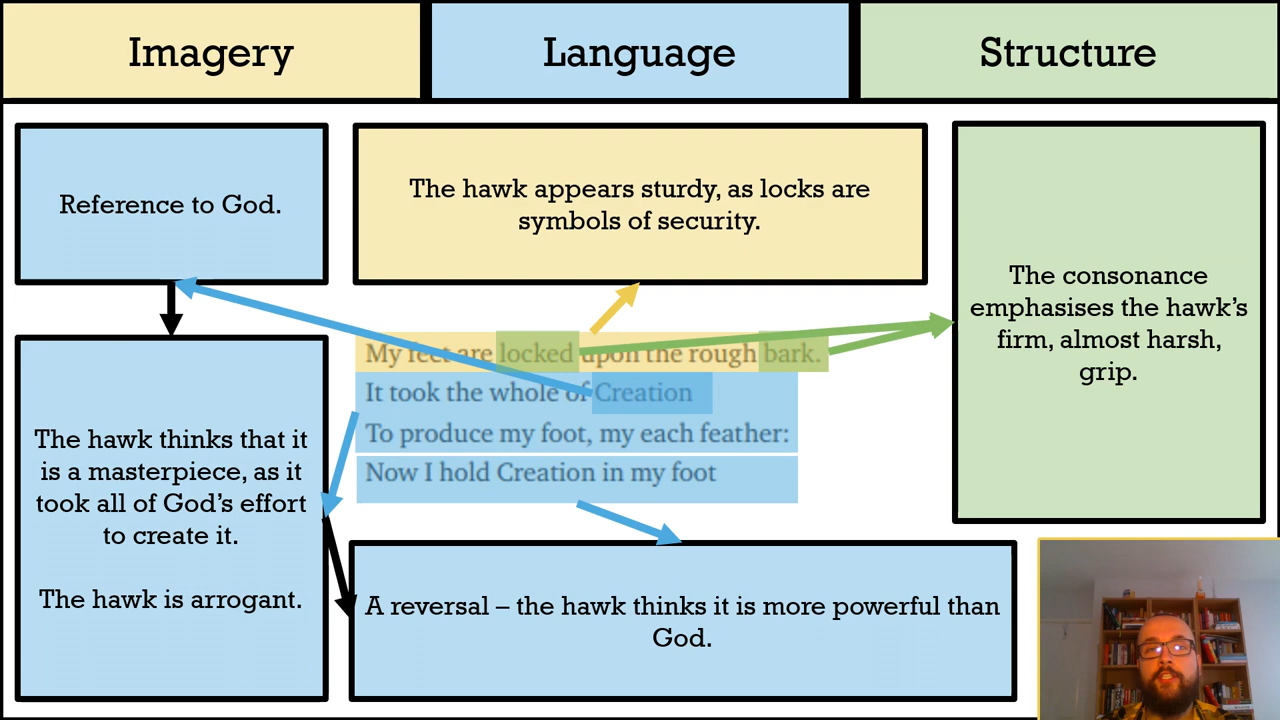 Imagery
Language
Structure
Reference to God.
The hawk appears sturdy, as locks are
symbols of security.
The consonance
emphasises the hawk's
firm, almost harsh,
grip.
My feet are locked upon the rough bark.
It took the whole of Creation
To produce my foot, my each feather:
Now I hold Creation in my foot
The hawk thinks that it
is a masterpiece, as it
took all of God's effort
to create it.
The hawk is arrogant.
A reversal – the hawk thinks it is more powerful than
God.